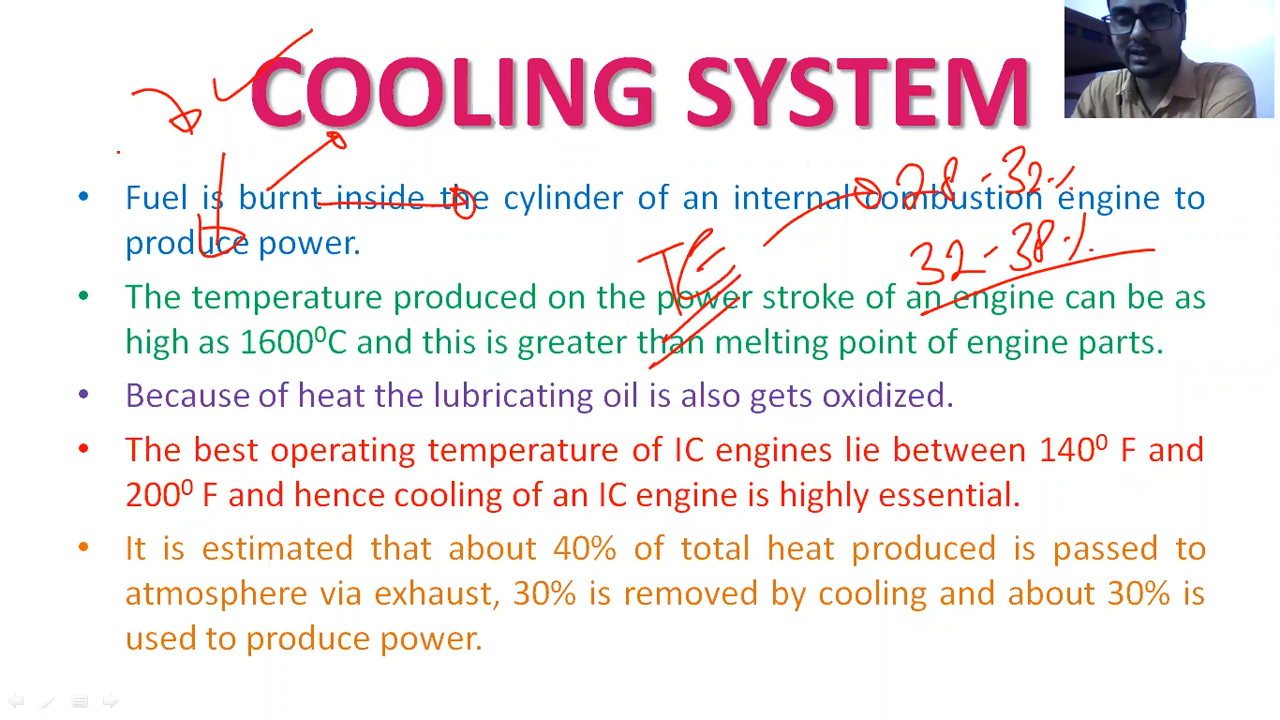 COOLING SYSTEM
28 - 32 %
• Fuel is burnt inside the cylinder of an internal combustion engine to
produce power.
TE
32 - 38 %
• The temperature produced on the power stroke of an engine can be as
high as 1600⁰C and this is greater than melting point of engine parts.
• Because of heat the lubricating oil is also gets oxidized.
• The best operating temperature of IC engines lie between 140⁰ F and
200⁰ F and hence cooling of an IC engine is highly essential.
• It is estimated that about 40% of total heat produced is passed to
atmosphere via exhaust, 30% is removed by cooling and about 30% is
used to produce power.